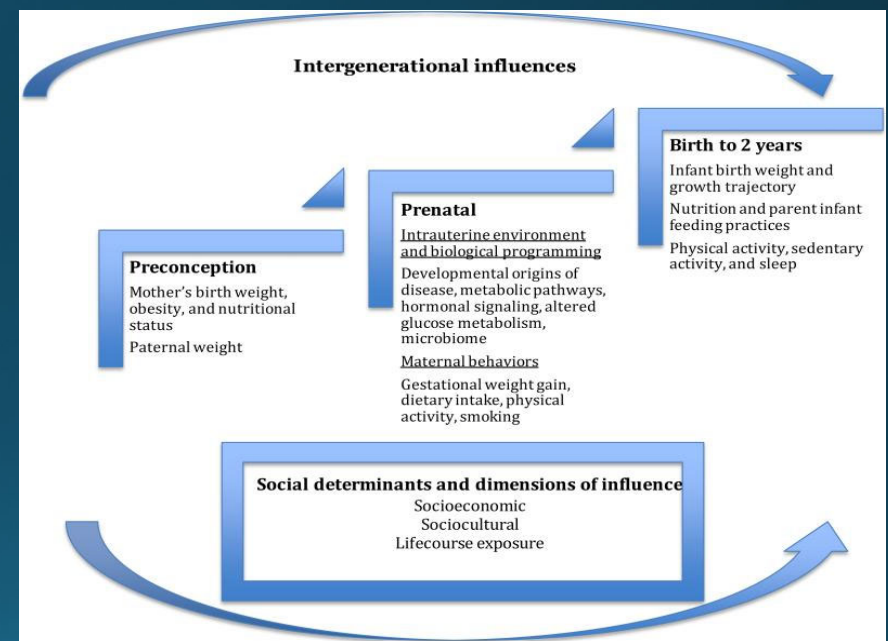 Intergenerational influences
Preconception
Mother's birth weight,
obesity, and nutritional
status
Paternal weight
Prenatal
Intrauterine environment
and biological programming
Developmental origins of
disease, metabolic pathways,
hormonal signaling, altered
glucose metabolism,
microbiome
Maternal behaviors
Gestational weight gain,
dietary intake, physical
activity, smoking
Birth to 2 years
Infant birth weight and
growth trajectory
Nutrition and parent infant
feeding practices
Physical activity, sedentary
activity, and sleep
Social determinants and dimensions of influence
Socioeconomic
Sociocultural
Lifecourse exposure